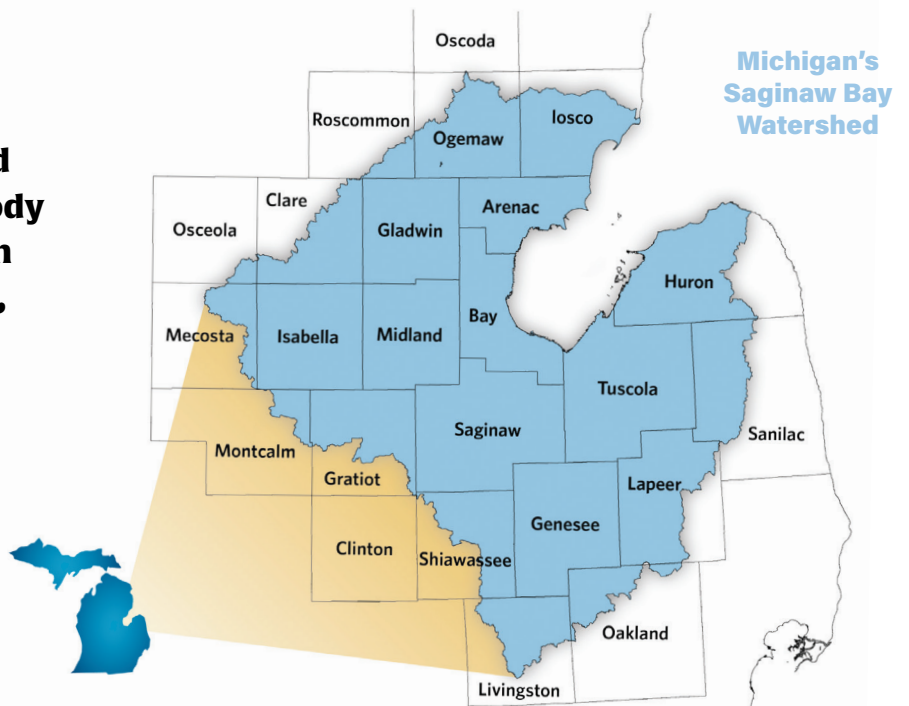 Michigan's
Saginaw Bay
Watershed
Oscoda
Roscommon
Ogemaw
Iosco
Clare
Osceola
Gladwin
Arenac
Huron
Mecosta
Isabella
Midland
Bay
Tuscola
Saginaw
Sanilac
Montcalm
Gratiot
Lapeer
Genesee
Clinton
Shiawassee
Oakland
Livingston